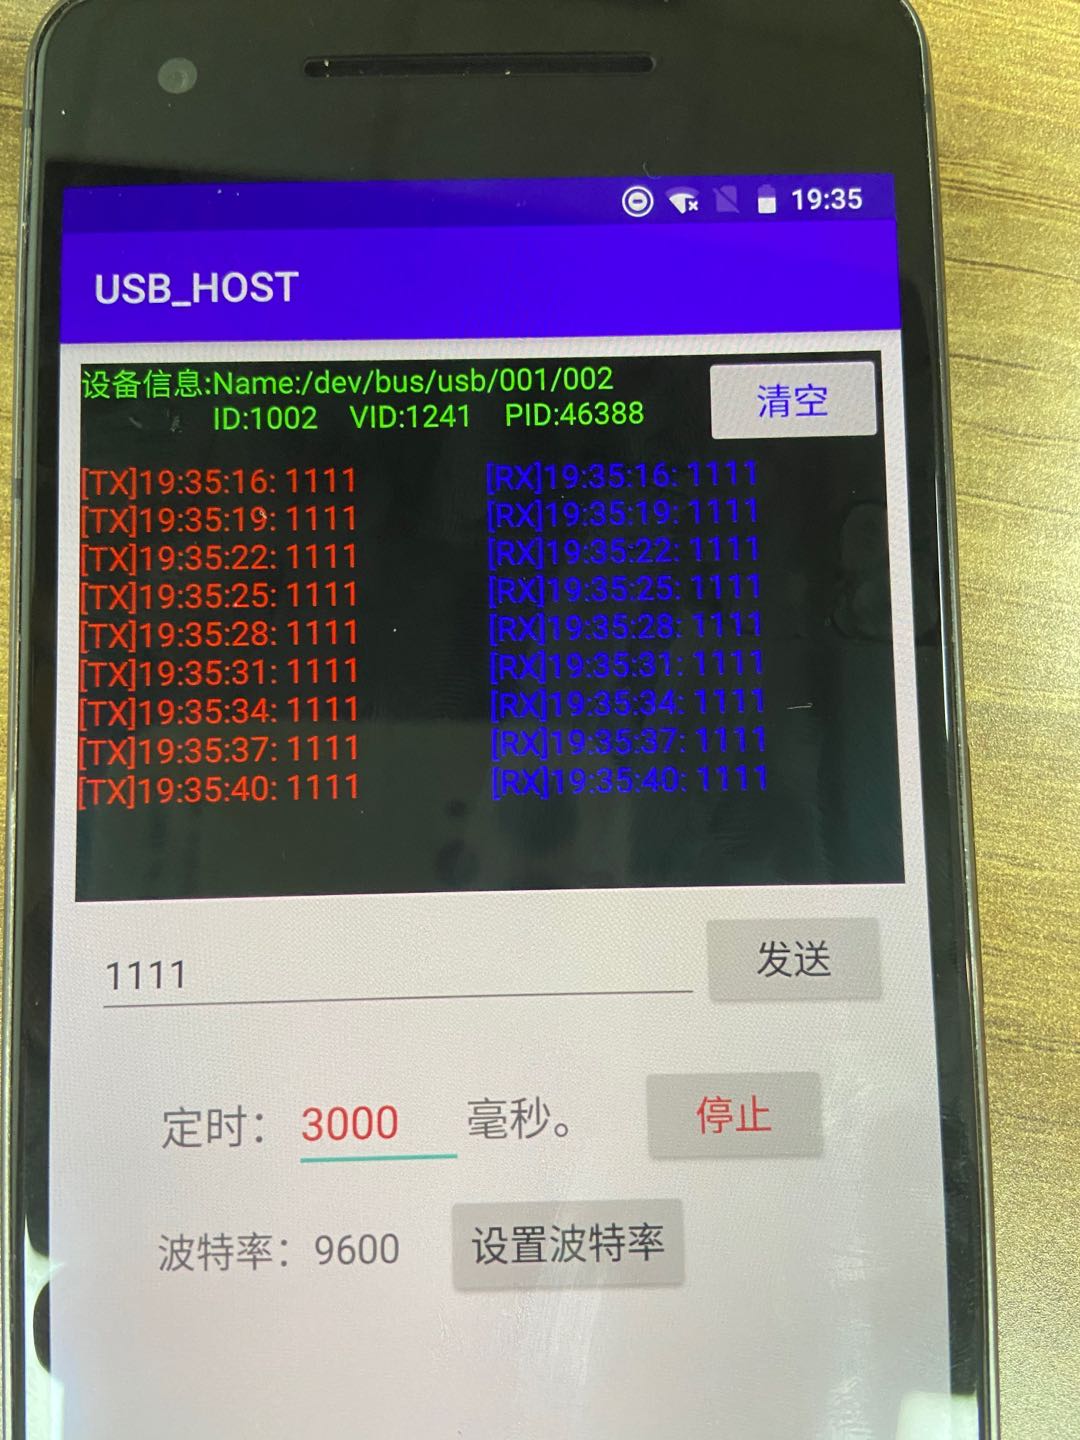 19:35
USB_HOST
设备信息:Name:/dev/bus/usb/001/002
ID:1002 VID:1241 PID:46388
清空
[TX]19:35:16: 1111 [RX]19:35:16: 1111
[TX]19:35:19: 1111 [RX]19:35:19: 1111
[TX]19:35:22: 1111 [RX]19:35:22: 1111
[TX]19:35:25: 1111 [RX]19:35:25: 1111
[TX]19:35:28: 1111 [RX]19:35:28: 1111
[TX]19:35:31: 1111 [RX]19:35:31: 1111
[TX]19:35:34: 1111 [RX]19:35:34: 1111
[TX]19:35:37: 1111 [RX]19:35:37: 1111
[TX]19:35:40: 1111 [RX]19:35:40: 1111
1111 发送
定时: 3000 毫秒。 停止
波特率: 9600 设置波特率